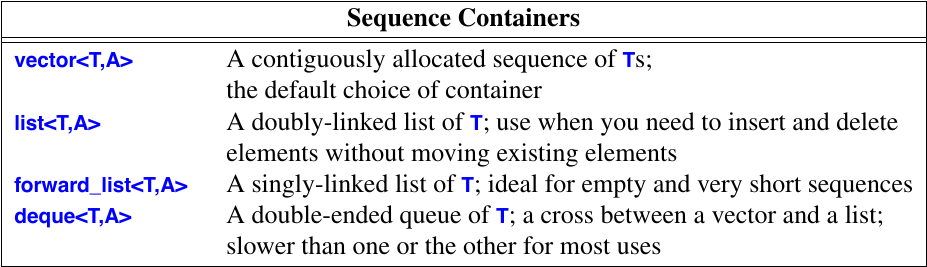 Sequence Containers
vector<T,A> A contiguously allocated sequence of Ts;
the default choice of container
list<T,A> A doubly-linked list of T; use when you need to insert and delete
elements without moving existing elements
forward_list<T,A> A singly-linked list of T; ideal for empty and very short sequences
deque<T,A> A double-ended queue of T; a cross between a vector and a list;
slower than one or the other for most uses